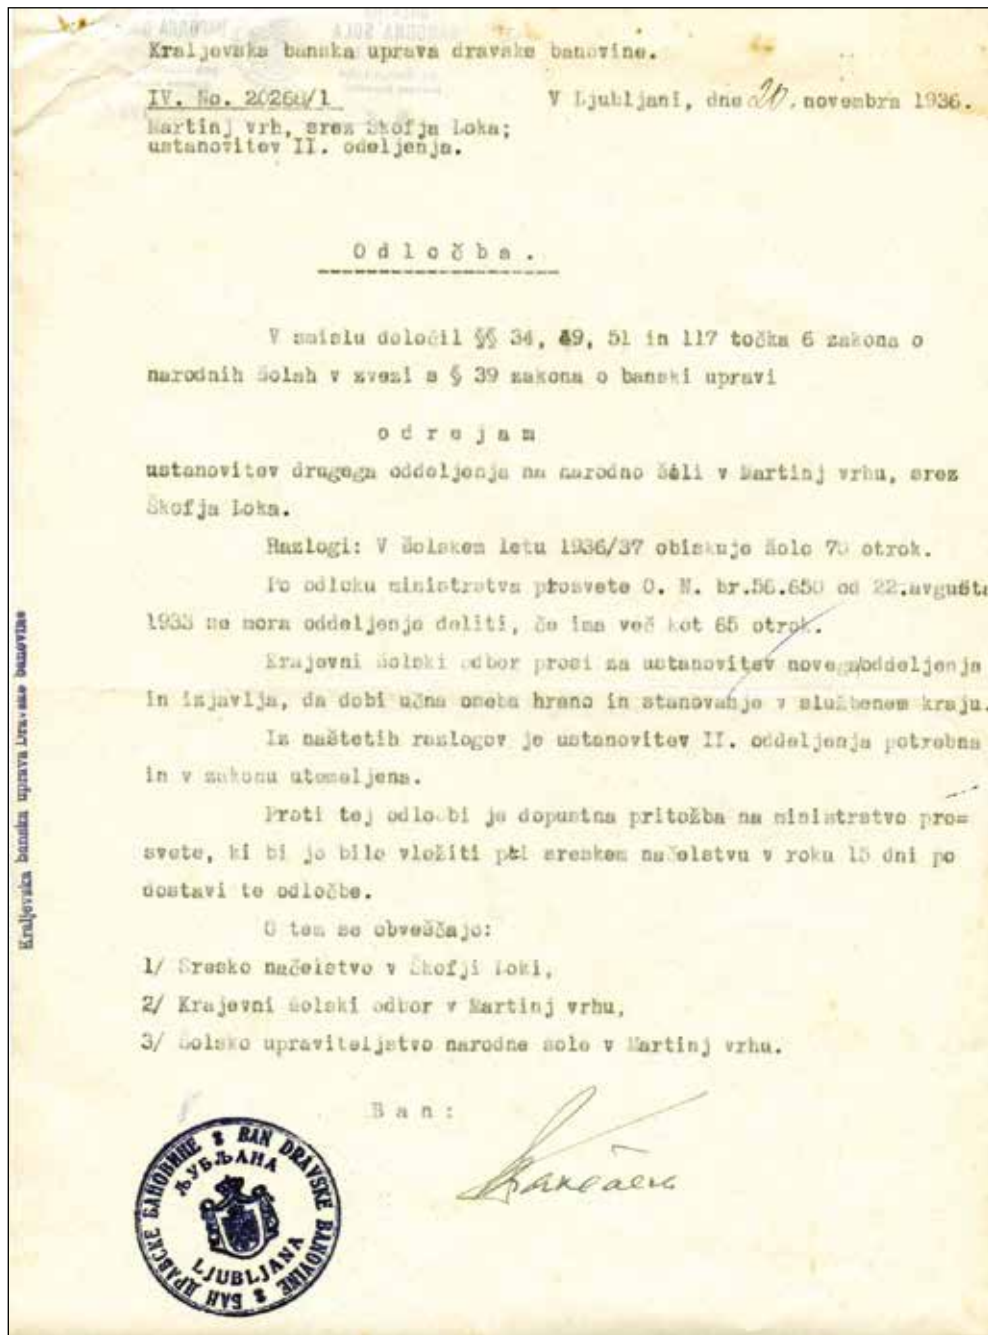 Kraljevska banska uprava dravske banovine.
IV. No. 20268/1
V Ljubljani, dne 20. novembra 1936.
Martinj vrh, srez Škofja Loka;
ustanovitev II. odeljenja.
Odločba.
V smislu določil §§ 34, 49, 51 in 117 točka 6 zakona o
narodnih šolah v zvezi s § 39 zakona o banski upravi
odrejam
ustanovitev drugega oddeljenja na narodno šoli v Martinj vrhu, srez
Škofja Loka.
Razlogi: V šolskem letu 1936/37 obiskuje šolo 70 otrok.
Po odloku ministrstva prosvete O. N. br.56.650 od 22.avgusta
1933 se mora oddeljenje deliti, če ima več kot 65 otrok.
Krajevni šolski odbor prosi za ustanovitev novega oddeljenja
in izjavlja, da dobi učna oseba hrano in stanovanje v službenem kraju.
Iz naštetih razlogov je ustanovitev II. oddeljenja potrebna
in v zakonu utemeljena.
Proti tej odločbi je dopustna pritožba na ministrstvo pro=
svete, ki bi jo bilo vložiti pri sreskem načelstvu v roku 15 dni po
dostavi te odločbe.
O tem se obveščajo:
1/ Sresko načelstvo v Škofji Loki,
2/ Krajevni šolski odbor v Martinj vrhu,
3/ Šolsko upraviteljstvo narodne šole v Martinj vrhu.
Ban:
БАН ДРАВСКЕ БАНОВИНЕ
BAN DRAVSKE BANOVINE
ЉУБЉАНА
LJUBLJANA
Kraljevska banska uprava Dravske banovine